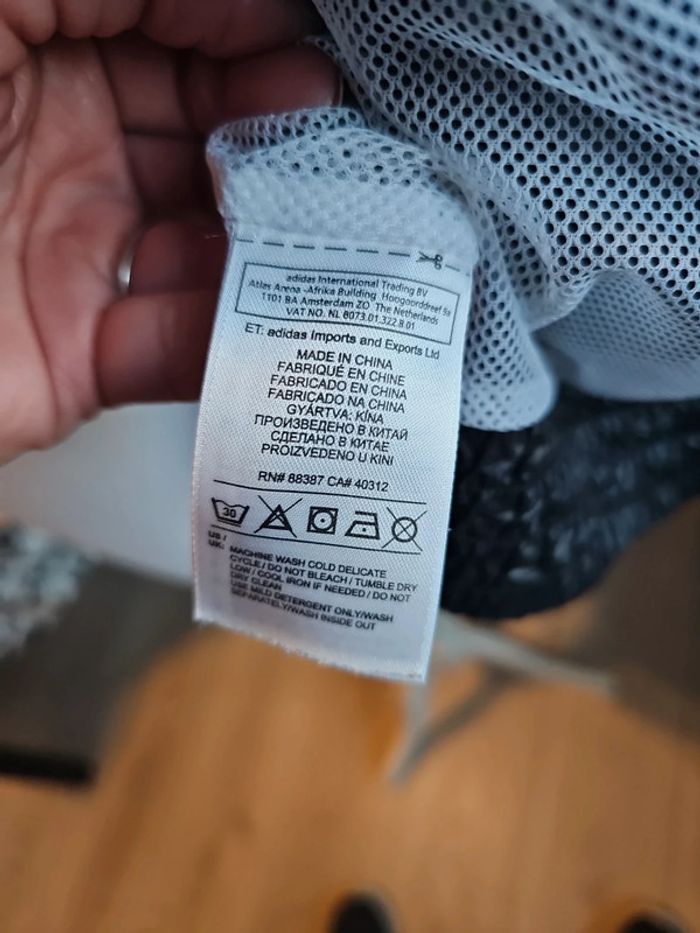 adidas International Trading BV
Atlas Arena -Afrika Building Hoogoorddreef 9a
1101 BA Amsterdam ZO The Netherlands
VAT NO. NL 8073.01.322.B.01
ET: adidas Imports and Exports Ltd
MADE IN CHINA
FABRIQUÉ EN CHINE
FABRICADO EN CHINA
FABRICADO NA CHINA
GYÁRTVA: KÍNA
ПРОИЗВЕДЕНО В КИТАЙ
СДЕЛАНО В КИТАЕ
PROIZVEDENO U KINI
RN# 88387 CA# 40312
30
US /
UK: MACHINE WASH COLD DELICATE
CYCLE / DO NOT BLEACH / TUMBLE DRY
LOW / COOL IRON IF NEEDED / DO NOT
DRY CLEAN
USE MILD DETERGENT ONLY/WASH
SEPARATELY/WASH INSIDE OUT